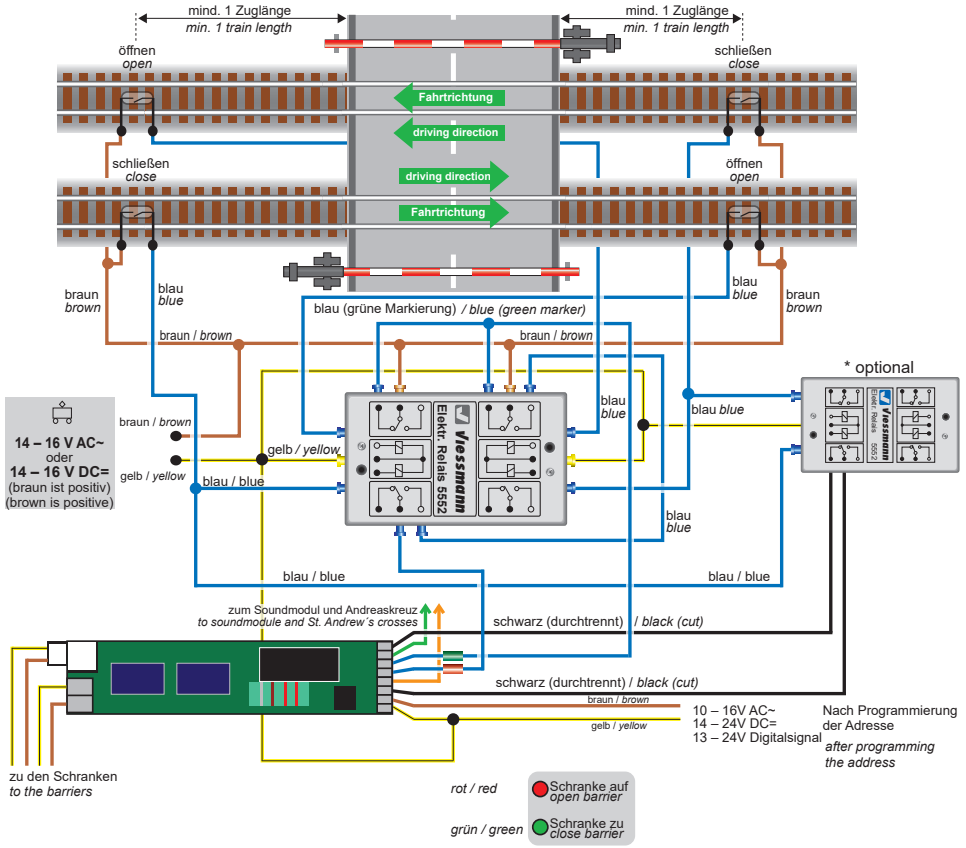 mind. 1 Zuglänge
min. 1 train length
mind. 1 Zuglänge
min. 1 train length
öffnen
open
schließen
close
Fahrtrichtung
driving direction
schließen
close
öffnen
open
driving direction
Fahrtrichtung
braun
brown
blau
blue
blau
blue
braun
brown
blau (grüne Markierung) / blue (green marker)
braun / brown
braun / brown
* optional
14 – 16 V AC~
oder
14 – 16 V DC=
(braun ist positiv)
(brown is positive)
braun / brown
gelb / yellow
gelb / yellow
blau / blue
Elektr. Relais 5552
Viessmann
blau
blue
blau blue
Elektr. Relais 5552
Viessmann
blau
blue
blau / blue
blau / blue
zum Soundmodul und Andreaskreuz
to soundmodule and St. Andrew´s crosses
schwarz (durchtrennt) / black (cut)
schwarz (durchtrennt) / black (cut)
braun / brown
gelb / yellow
10 – 16V AC~
14 – 24V DC=
13 – 24V Digitalsignal
Nach Programmierung
der Adresse
after programming
the address
zu den Schranken
to the barriers
rot / red
Schranke auf
open barrier
grün / green
Schranke zu
close barrier